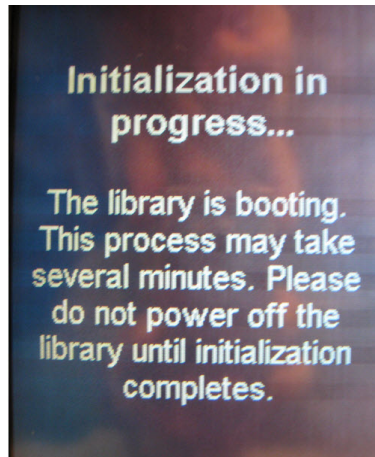 Initialization in
progress...
The library is booting.
This process may take
several minutes. Please
do not power off the
library until initialization
completes.